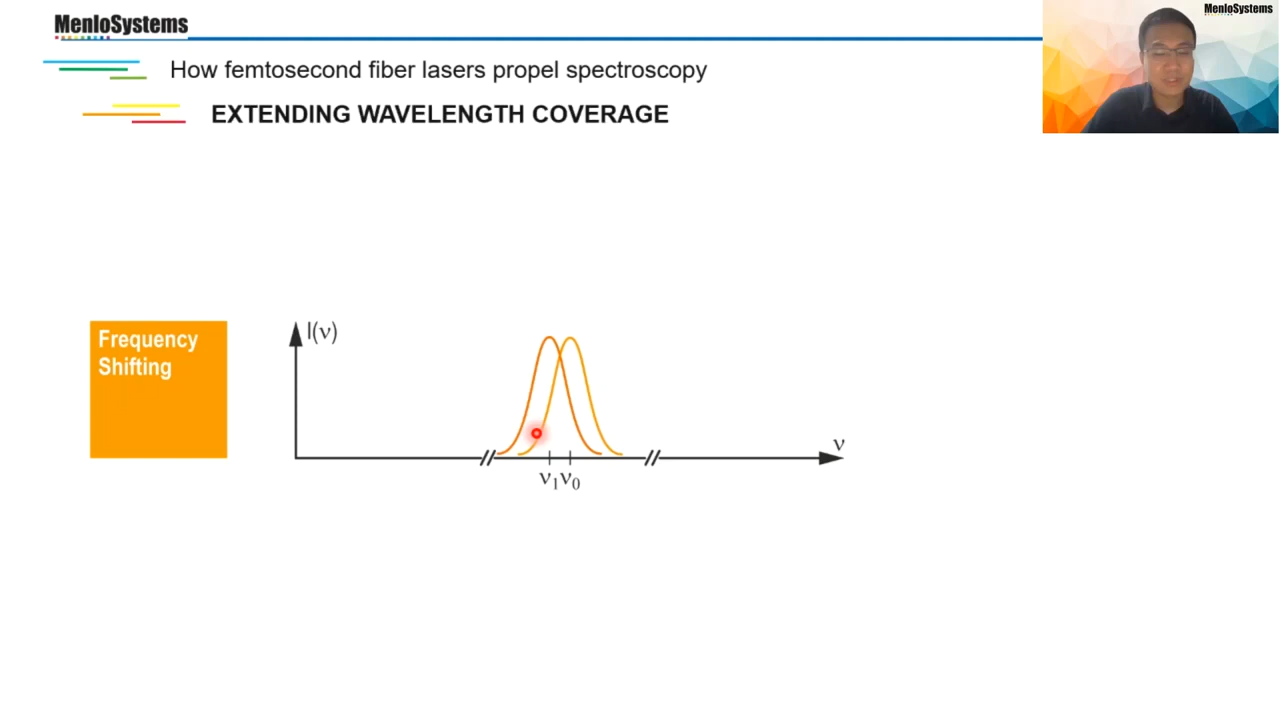 MenloSystems
MenloSystems
How femtosecond fiber lasers propel spectroscopy
EXTENDING WAVELENGTH COVERAGE
Frequency
Shifting
I(ν)
ν
ν₁ν₀